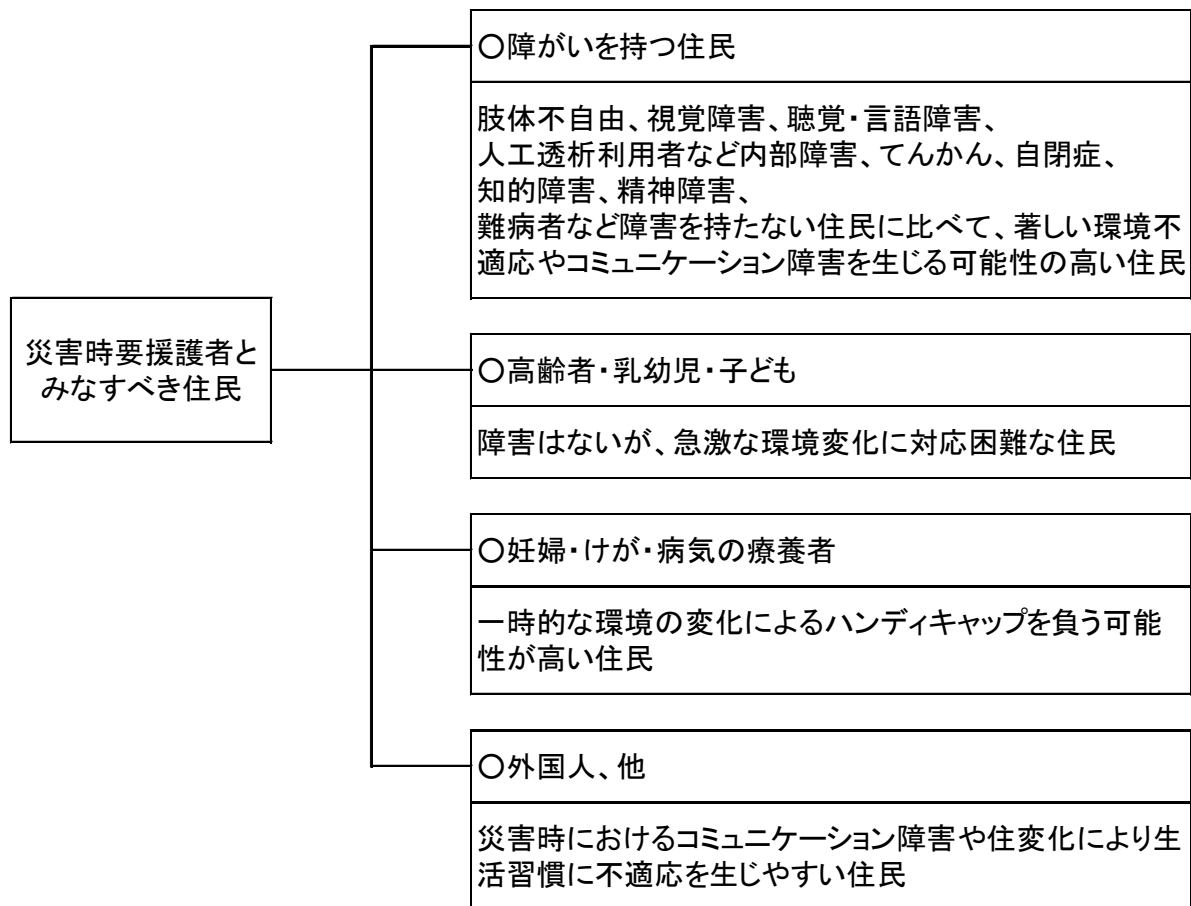 〇障がいを持つ住民
肢体不自由、視覚障害、聴覚・言語障害、
人工透析利用者など内部障害、てんかん、自閉症、
知的障害、精神障害、
難病者など障害を持たない住民に比べて、著しい環境不
適応やコミュニケーション障害を生じる可能性の高い住民
災害時要援護者と
みなすべき住民
〇高齢者・乳幼児・子ども
障害はないが、急激な環境変化に対応困難な住民
〇妊婦・けが・病気の療養者
一時的な環境の変化によるハンディキャップを負う可能
性が高い住民
〇外国人、他
災害時におけるコミュニケーション障害や住変化により生
活習慣に不適応を生じやすい住民